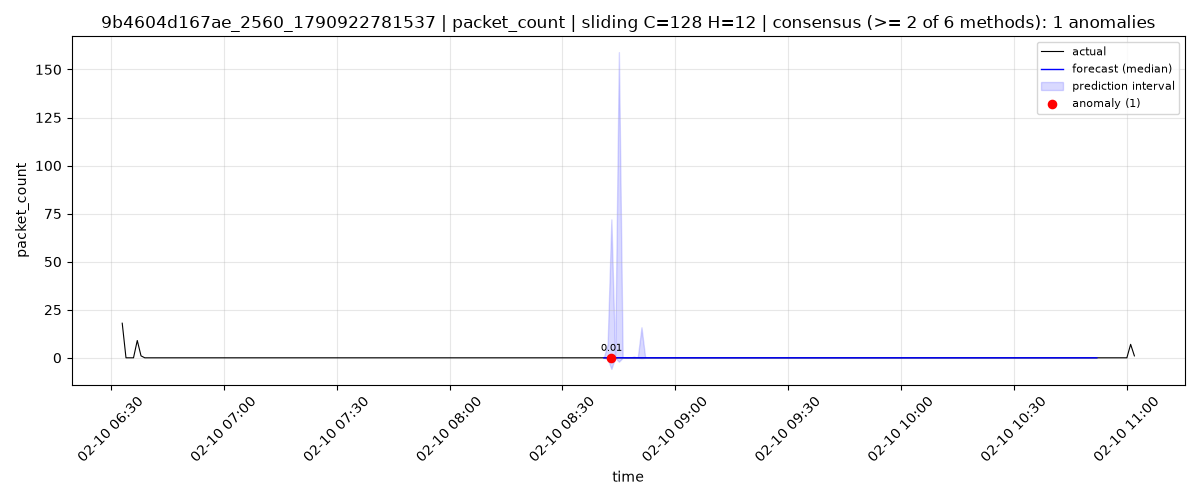 9b4604d167ae_2560_1790922781537 | packet_count | sliding C=128 H=12 | consensus (>= 2 of 6 methods): 1 anomalies
actual
forecast (median)
prediction interval
anomaly (1)
packet_count
150
125
100
75
50
25
0
0.01
02-10 06:30
02-10 07:00
02-10 07:30
02-10 08:00
02-10 08:30
02-10 09:00
02-10 09:30
02-10 10:00
02-10 10:30
02-10 11:00
time